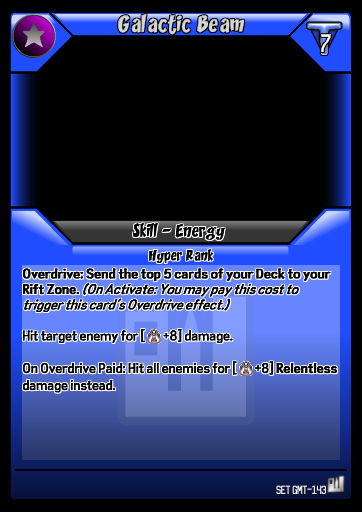 Galactic Beam
7
Skill - Energy
Hyper Rank
Overdrive: Send the top 5 cards of your Deck to your
Rift Zone. (On Activate: You may pay this cost to
trigger this card's Overdrive effect.)
Hit target enemy for [ +8] damage.
On Overdrive Paid: Hit all enemies for [ +8] Relentless
damage instead.
SET GMT-143